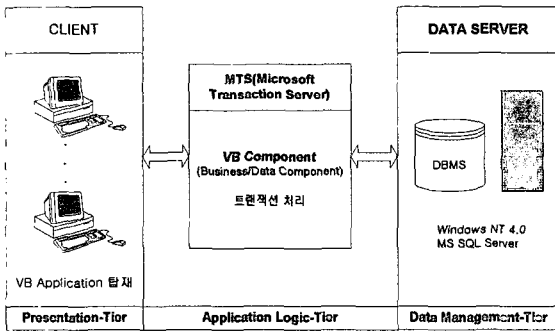 CLIENT
VB Application 탑재
Presentation-Tier
MTS(Microsoft
Transaction Server)
VB Component
(Business/Data Component)
트랜잭션 처리
Application Logic-Tier
DATA SERVER
DBMS
Windows NT 4.0
MS SQL Server
Data Management-Tier